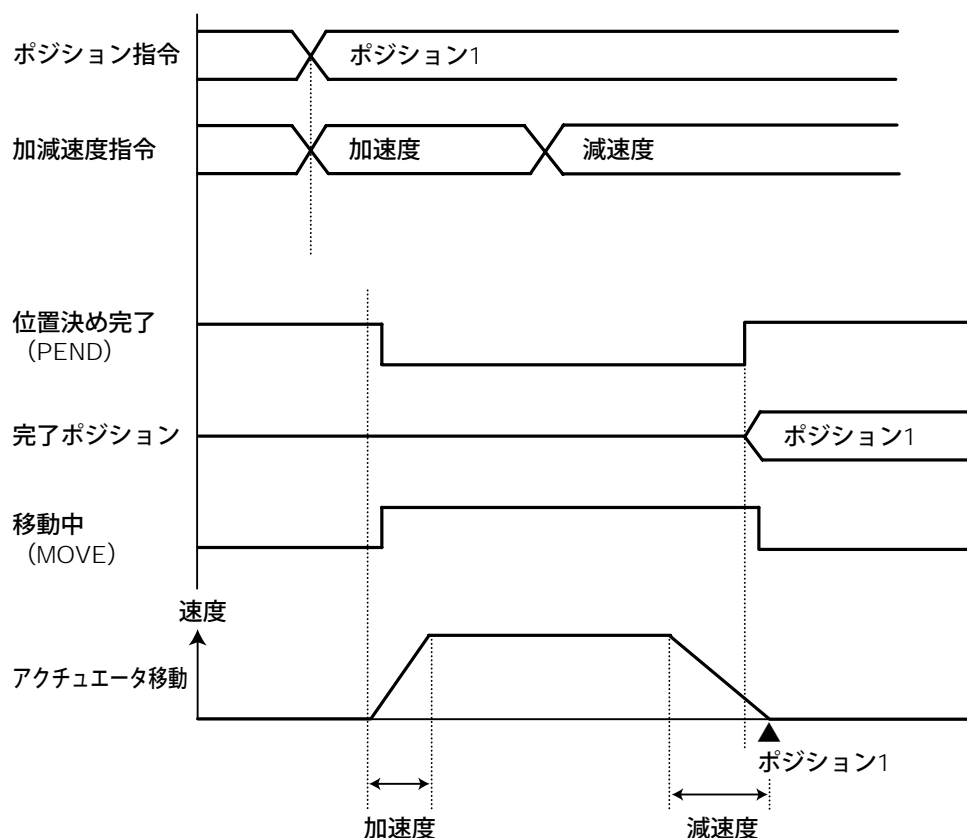 ポジション指令
ポジション1
加減速度指令
加速度
減速度
位置決め完了
（PEND）
完了ポジション
ポジション1
移動中
（MOVE）
速度
アクチュエータ移動
ポジション1
加速度
減速度